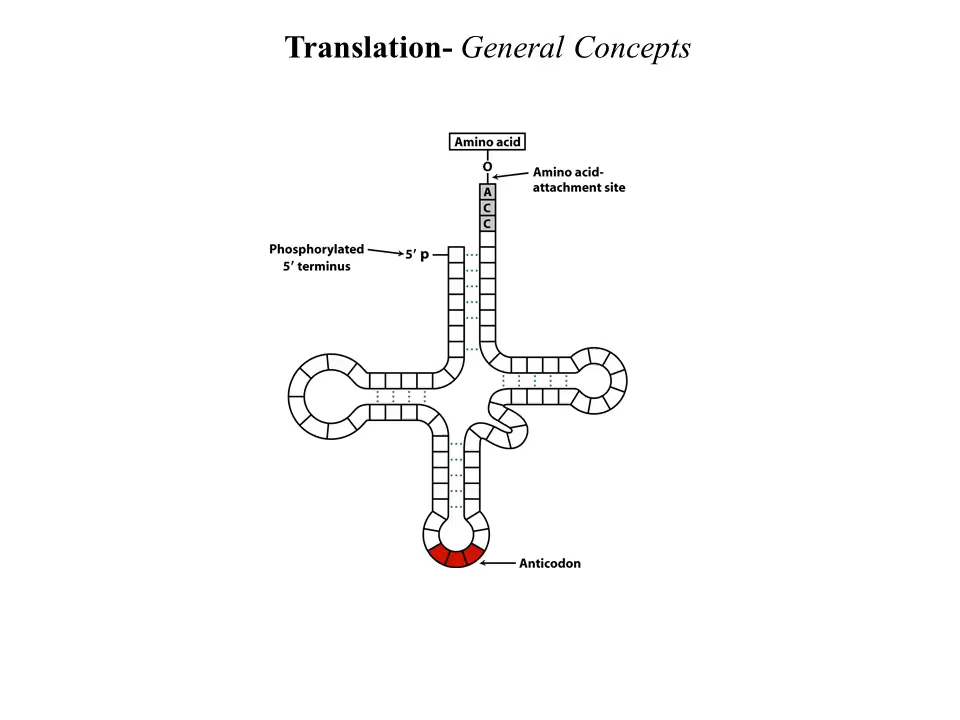 Translation- General Concepts
Amino acid
O
Amino acid-
attachment site
A
C
C
Phosphorylated
5′ terminus
5′ p
Anticodon